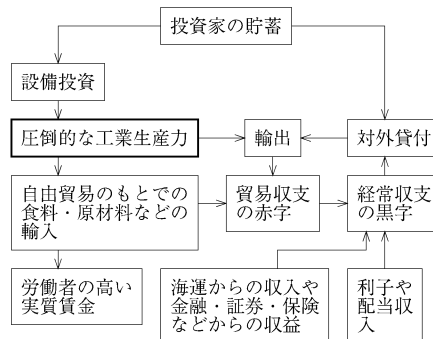 投資家の貯蓄
設備投資
圧倒的な工業生産力
輸出
対外貸付
自由貿易のもとでの
食料・原材料などの
輸入
貿易収支
の赤字
経常収支
の黒字
労働者の高い
実質賃金
海運からの収入や
金融・証券・保険
などからの収益
利子や
配当収
入